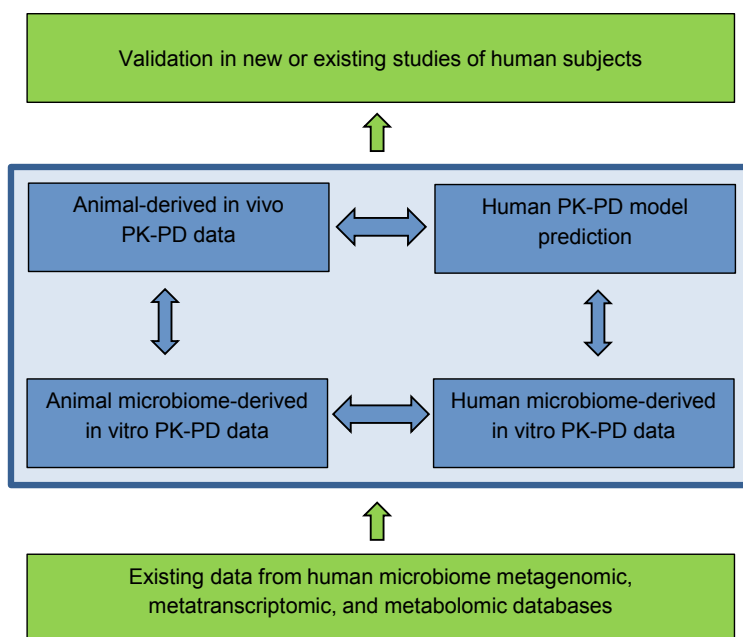 Validation in new or existing studies of human subjects
Animal-derived in vivo
PK-PD data
Human PK-PD model
prediction
Animal microbiome-derived
in vitro PK-PD data
Human microbiome-derived
in vitro PK-PD data
Existing data from human microbiome metagenomic,
metatranscriptomic, and metabolomic databases